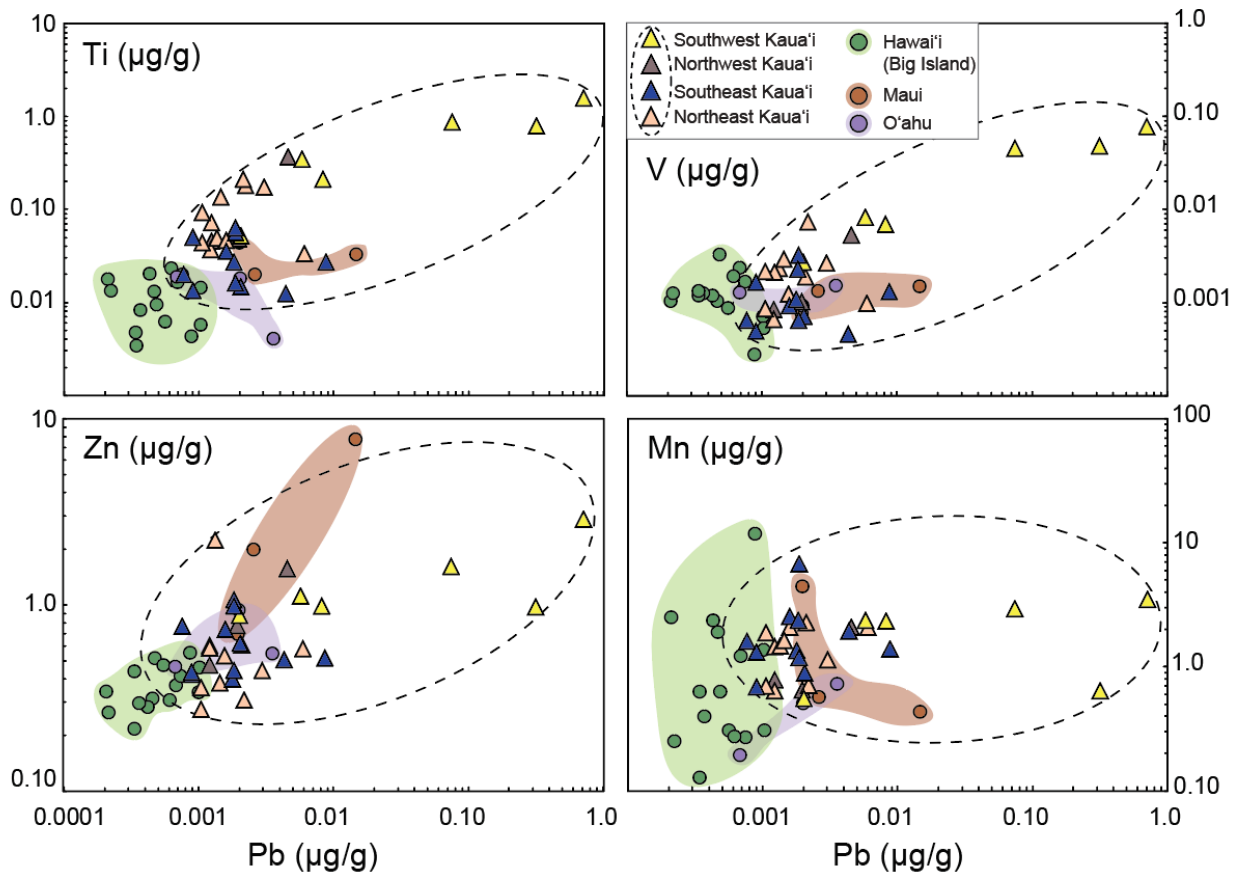 10
1.0
0.10
0.01
Ti (µg/g)
Southwest Kaua‘i
Northwest Kaua‘i
Southeast Kaua‘i
Northeast Kaua‘i
Hawai‘i
(Big Island)
Maui
O‘ahu
V (µg/g)
1.0
0.10
0.01
0.001
10
1.0
0.10
Zn (µg/g)
0.0001
0.001
0.01
0.10
1.0
Pb (µg/g)
Mn (µg/g)
100
10
1.0
0.10
0.001
0.01
0.10
1.0
Pb (µg/g)